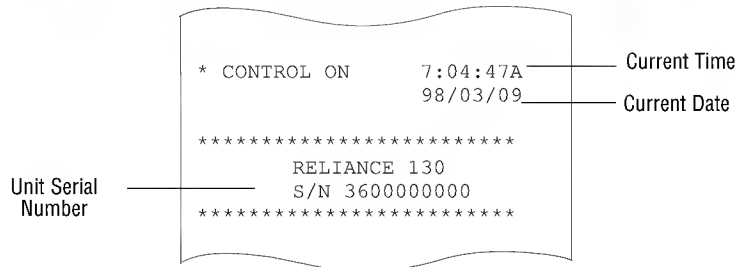 * CONTROL ON 7:04:47A Current Time
98/03/09 Current Date
*************************
RELIANCE 130
Unit Serial Number
S/N 3600000000
*************************